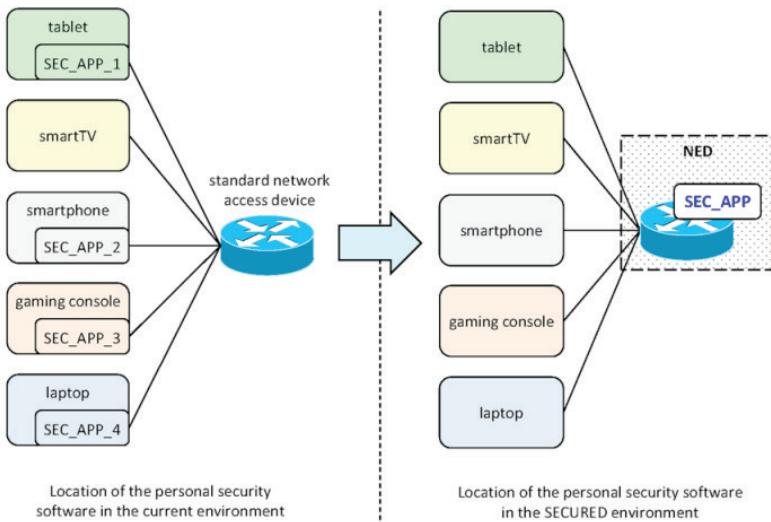 tablet
SEC_APP_1
smartTV
smartphone
SEC_APP_2
gaming console
SEC_APP_3
laptop
SEC_APP_4
standard network
access device
Location of the personal security
software in the current environment
tablet
smartTV
smartphone
gaming console
laptop
NED
SEC_APP
Location of the personal security software
in the SECURED environment